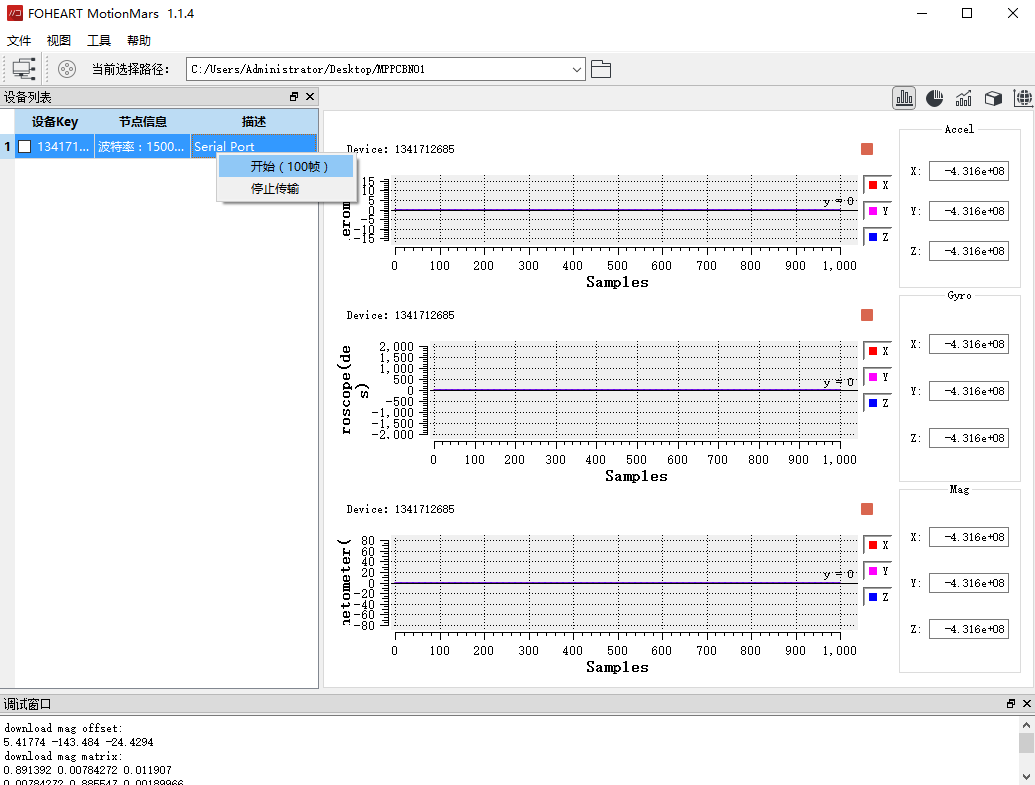 FOHEART MotionMars 1.1.4
文件 视图 工具 帮助
当前选择路径： C:/Users/Administrator/Desktop/MPPCBN01
设备列表
设备Key 节点信息 描述
1 134171... 波特率：1500... Serial Port
开始（100帧）
停止传输
Device: 1341712685
15
10
5
0
-5
-10
-15
y = 0
X
Y
Z
0 100 200 300 400 500 600 700 800 900 1,000
Samples
Accel
X: -4.316e+08
Y: -4.316e+08
Z: -4.316e+08
Device: 1341712685
roscope(de
s)
2,000
1,500
1,000
500
0
-500
-1,000
-1,500
-2,000
y = 0
X
Y
Z
0 100 200 300 400 500 600 700 800 900 1,000
Samples
Gyro
X: -4.316e+08
Y: -4.316e+08
Z: -4.316e+08
Device: 1341712685
netometer(
80
60
40
20
0
-20
-40
-60
-80
y = 0
X
Y
Z
0 100 200 300 400 500 600 700 800 900 1,000
Samples
Mag
X: -4.316e+08
Y: -4.316e+08
Z: -4.316e+08
调试窗口
download mag offset:
5.41774 -143.484 -24.4294
download mag matrix:
0.891392 0.00784272 0.011907
0.00784272 0.885547 0.00189966